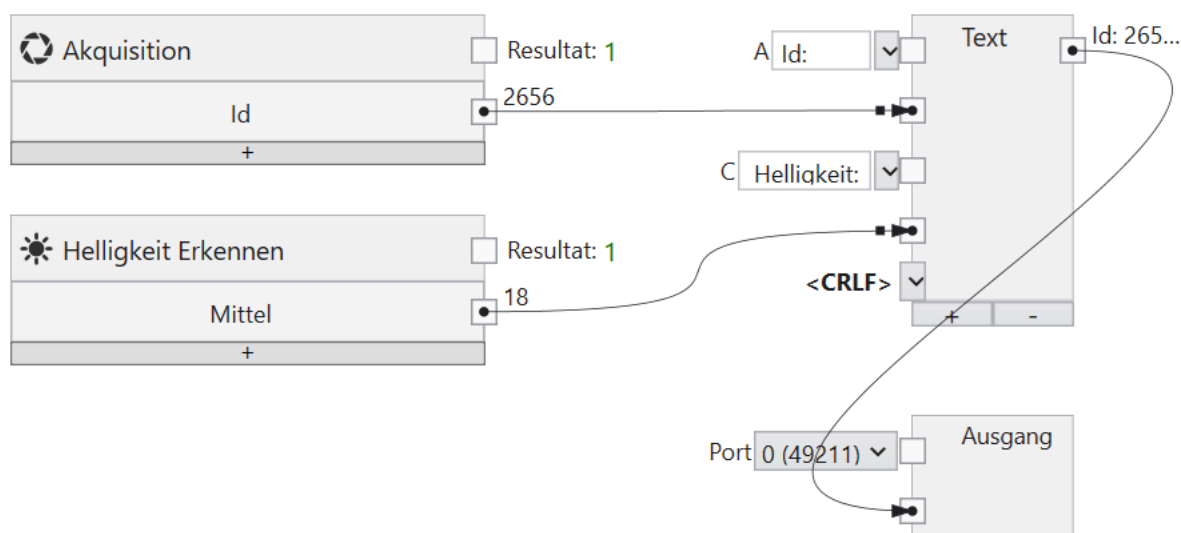 Akquisition
Resultat: 1
Id
2656
+
Helligkeit Erkennen
Resultat: 1
Mittel
18
+
Text
A Id:
Id: 265...
C Helligkeit:
<CRLF>
+ -
Ausgang
Port 0 (49211)